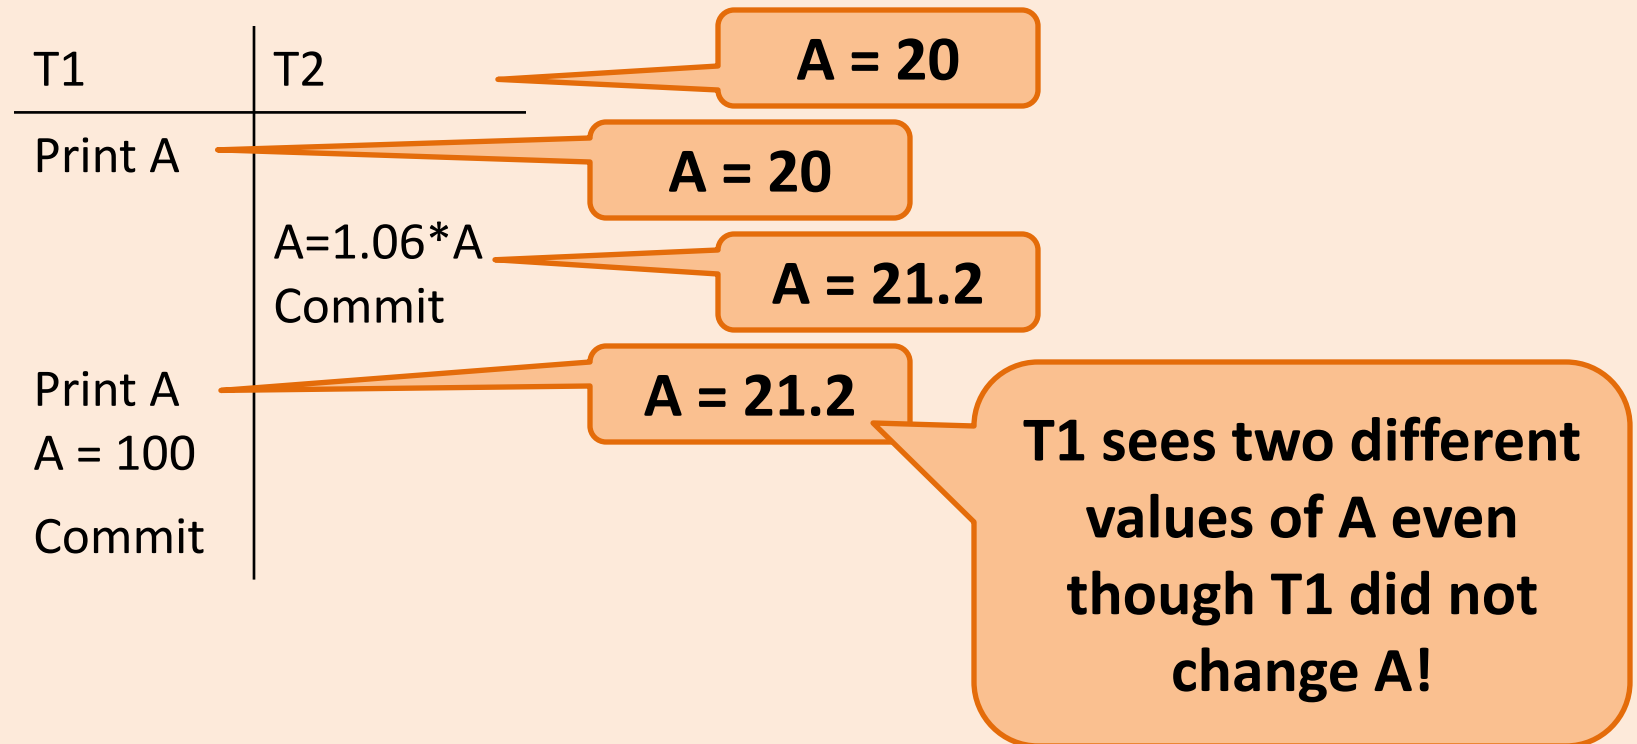 T1
T2
A = 20
Print A
A = 20
A=1.06*A
Commit
A = 21.2
Print A
A = 21.2
A = 100
Commit
T1 sees two different
values of A even
though T1 did not
change A!